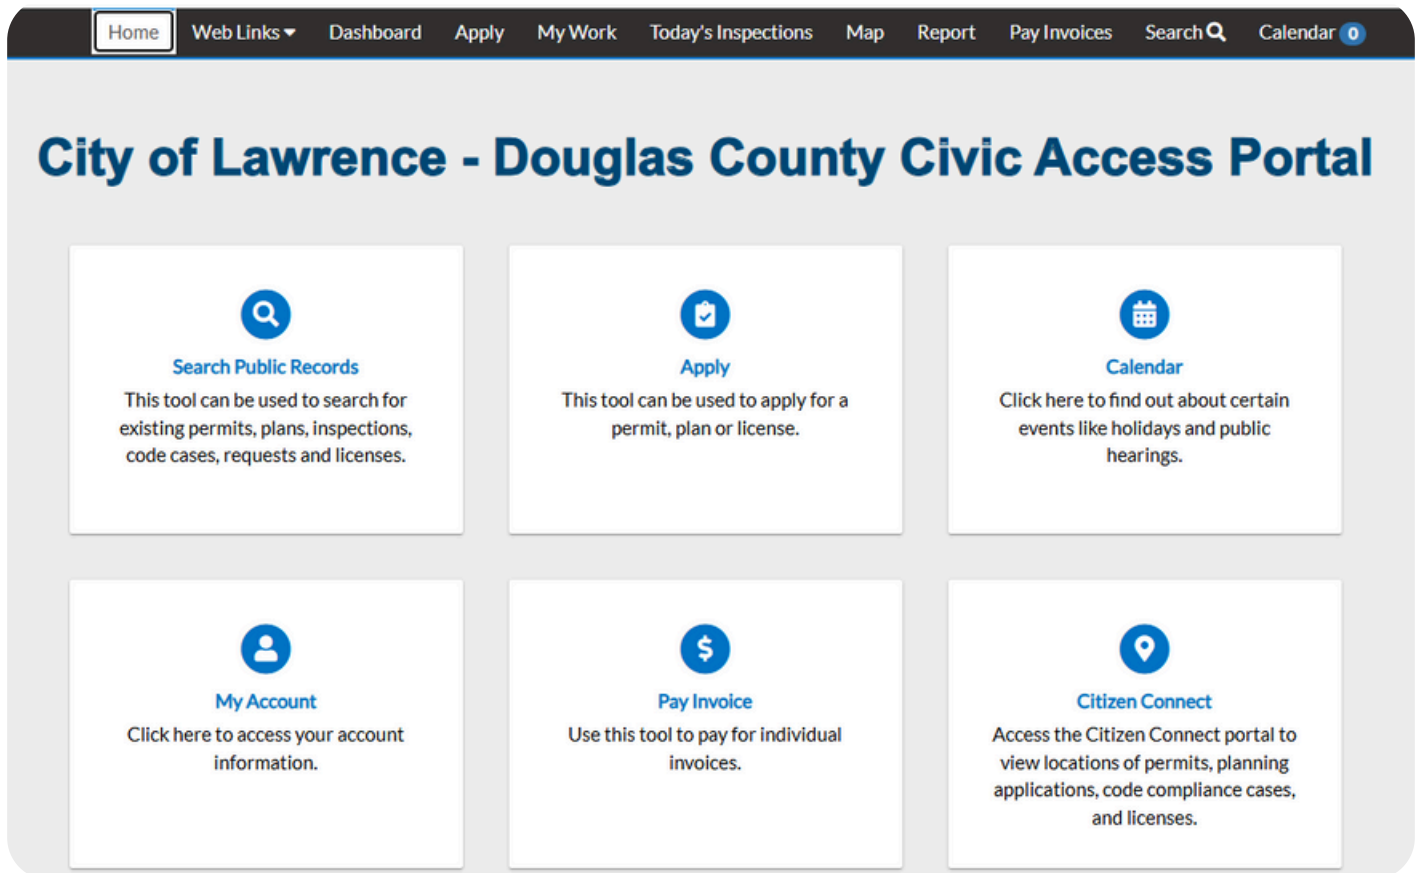 Home Web Links Dashboard Apply My Work Today's Inspections Map Report Pay Invoices Search Calendar 0
City of Lawrence - Douglas County Civic Access Portal
Search Public Records
This tool can be used to search for
existing permits, plans, inspections,
code cases, requests and licenses.
Apply
This tool can be used to apply for a
permit, plan or license.
Calendar
Click here to find out about certain
events like holidays and public
hearings.
My Account
Click here to access your account
information.
Pay Invoice
Use this tool to pay for individual
invoices.
Citizen Connect
Access the Citizen Connect portal to
view locations of permits, planning
applications, code compliance cases,
and licenses.